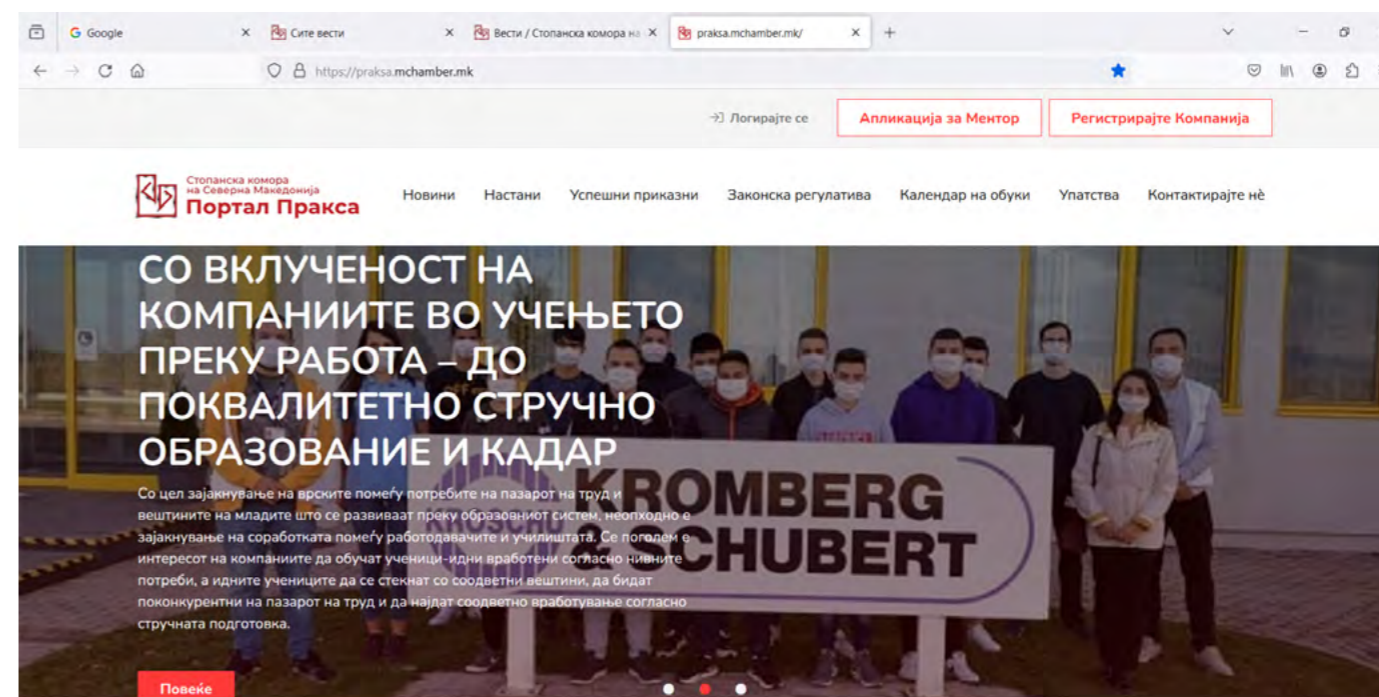 Google
Сите вести
Вести / Стопанска комора на
praksa.mchamber.mk/
https://praksa.mchamber.mk
Логирајте се
Апликација за Ментор
Регистрирајте Компанија
Стопанска комора
на Северна Македонија
Портал Пракса
Новини Настани Успешни приказни Законска регулатива Календар на обуки Упатства Контактирајте нѐ
СО ВКЛУЧЕНОСТ НА
КОМПАНИИТЕ ВО УЧЕЊЕТО
ПРЕКУ РАБОТА – ДО
ПОКВАЛИТЕТНО СТРУЧНО
ОБРАЗОВАНИЕ И КАДАР
Со цел зајакнување на врските помеѓу потребите на пазарот на труд и
вештините на младите што се развиваат преку образовниот систем, неопходно е
зајакнување на соработката помеѓу работодавачите и училиштата. Се поголем е
интересот на компаниите да обучат ученици-идни вработени согласно нивните
потреби, а идните учениците да се стекнат со соодветни вештини, да бидат
поконкурентни на пазарот на труд и да најдат соодветно вработување согласно
стручната подготовка.
KROMBERG
& SCHUBERT
Повеќе